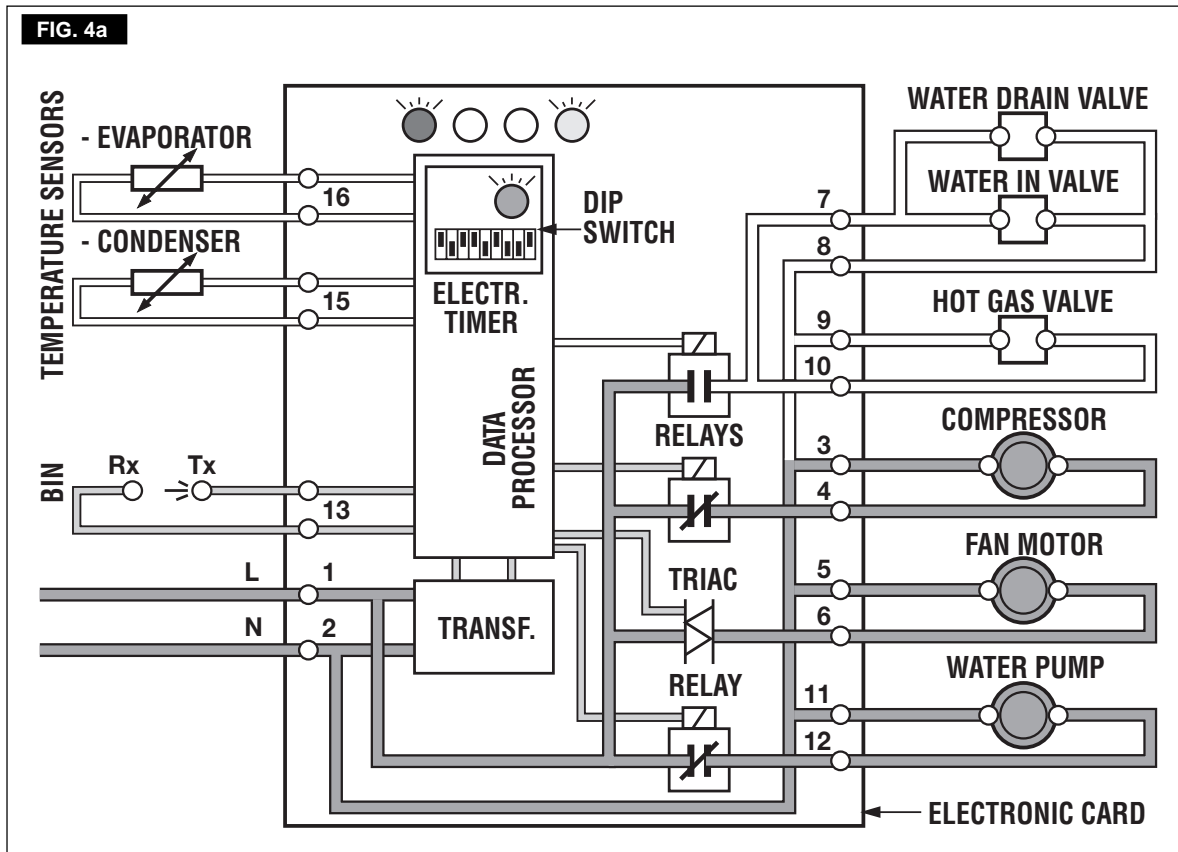 FIG. 4a
TEMPERATURE SENSORS
- EVAPORATOR
16
- CONDENSER
15
BIN
Rx
Tx
13
L
1
N
2
DIP
SWITCH
ELECTR.
TIMER
DATA
PROCESSOR
TRANSF.
RELAYS
TRIAC
RELAY
WATER DRAIN VALVE
7
WATER IN VALVE
8
HOT GAS VALVE
9
10
COMPRESSOR
3
4
FAN MOTOR
5
6
WATER PUMP
11
12
ELECTRONIC CARD